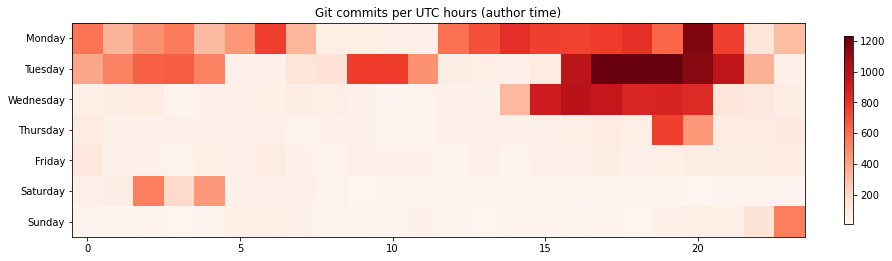 Git commits per UTC hours (author time)
Monday
Tuesday
Wednesday
Thursday
Friday
Saturday
Sunday
0 5 10 15 20
1200
1000
800
600
400
200